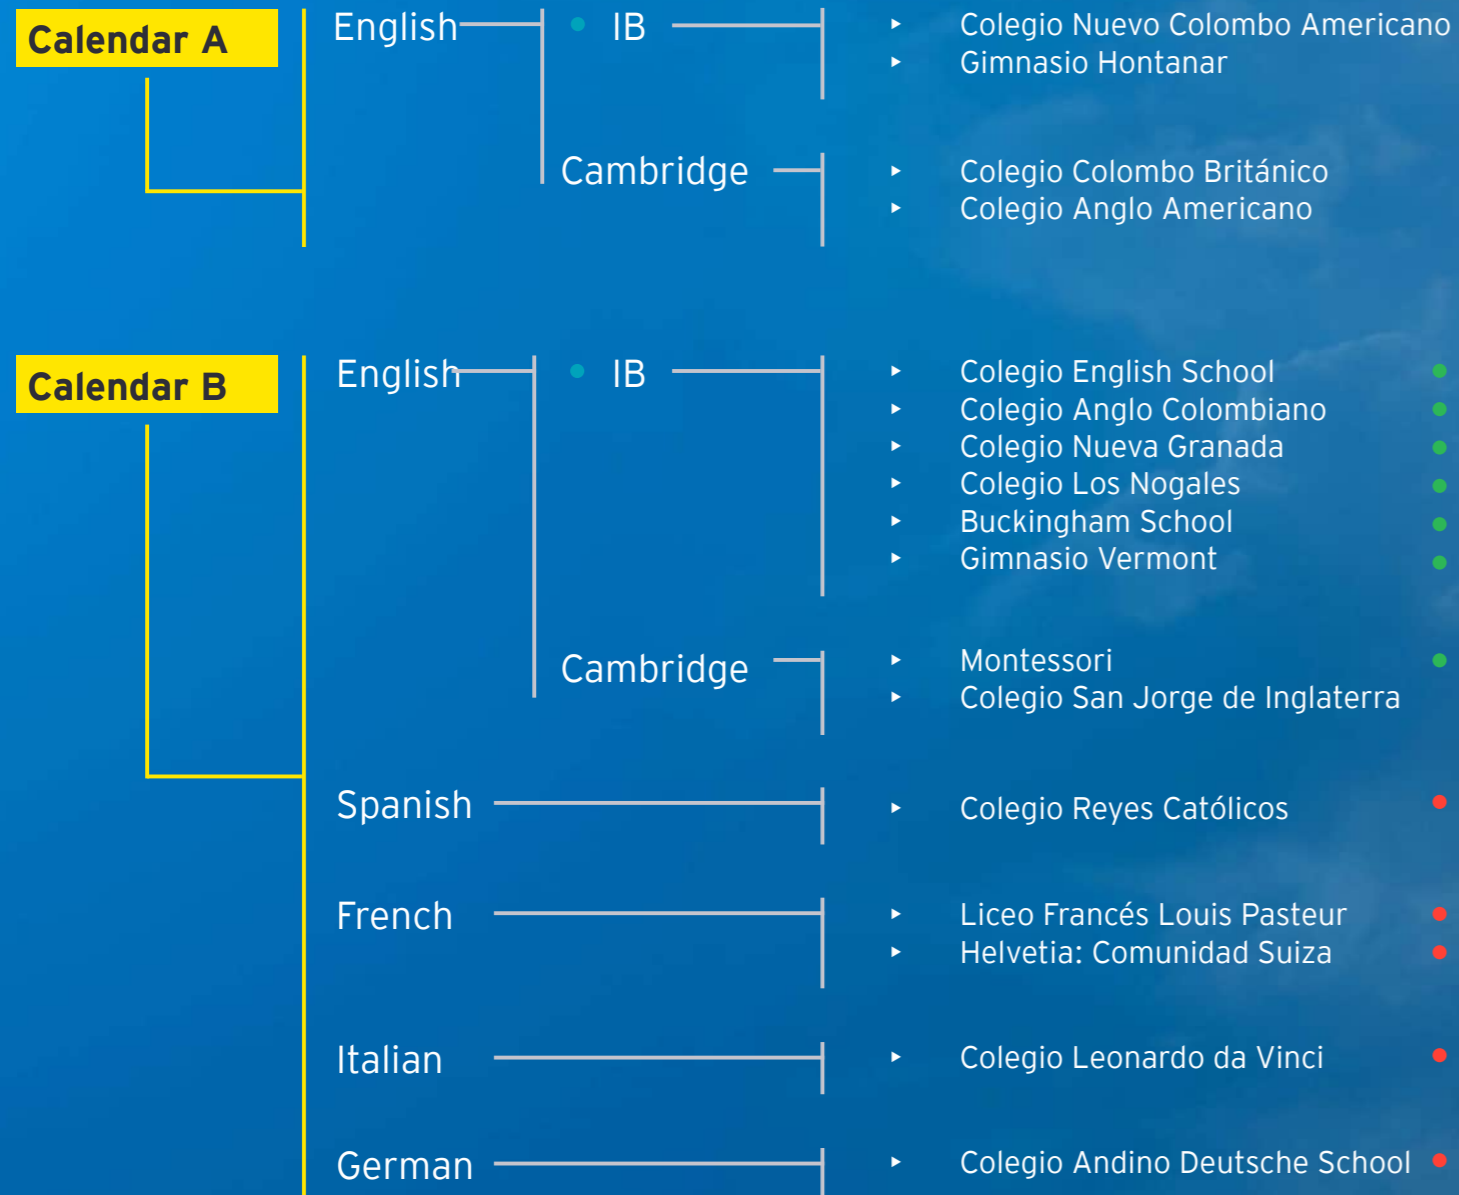 Calendar A
English
IB
Colegio Nuevo Colombo Americano
Gimnasio Hontanar
Cambridge
Colegio Colombo Británico
Colegio Anglo Americano
Calendar B
English
IB
Colegio English School
Colegio Anglo Colombiano
Colegio Nueva Granada
Colegio Los Nogales
Buckingham School
Gimnasio Vermont
Cambridge
Montessori
Colegio San Jorge de Inglaterra
Spanish
Colegio Reyes Católicos
French
Liceo Francés Louis Pasteur
Helvetia: Comunidad Suiza
Italian
Colegio Leonardo da Vinci
German
Colegio Andino Deutsche School